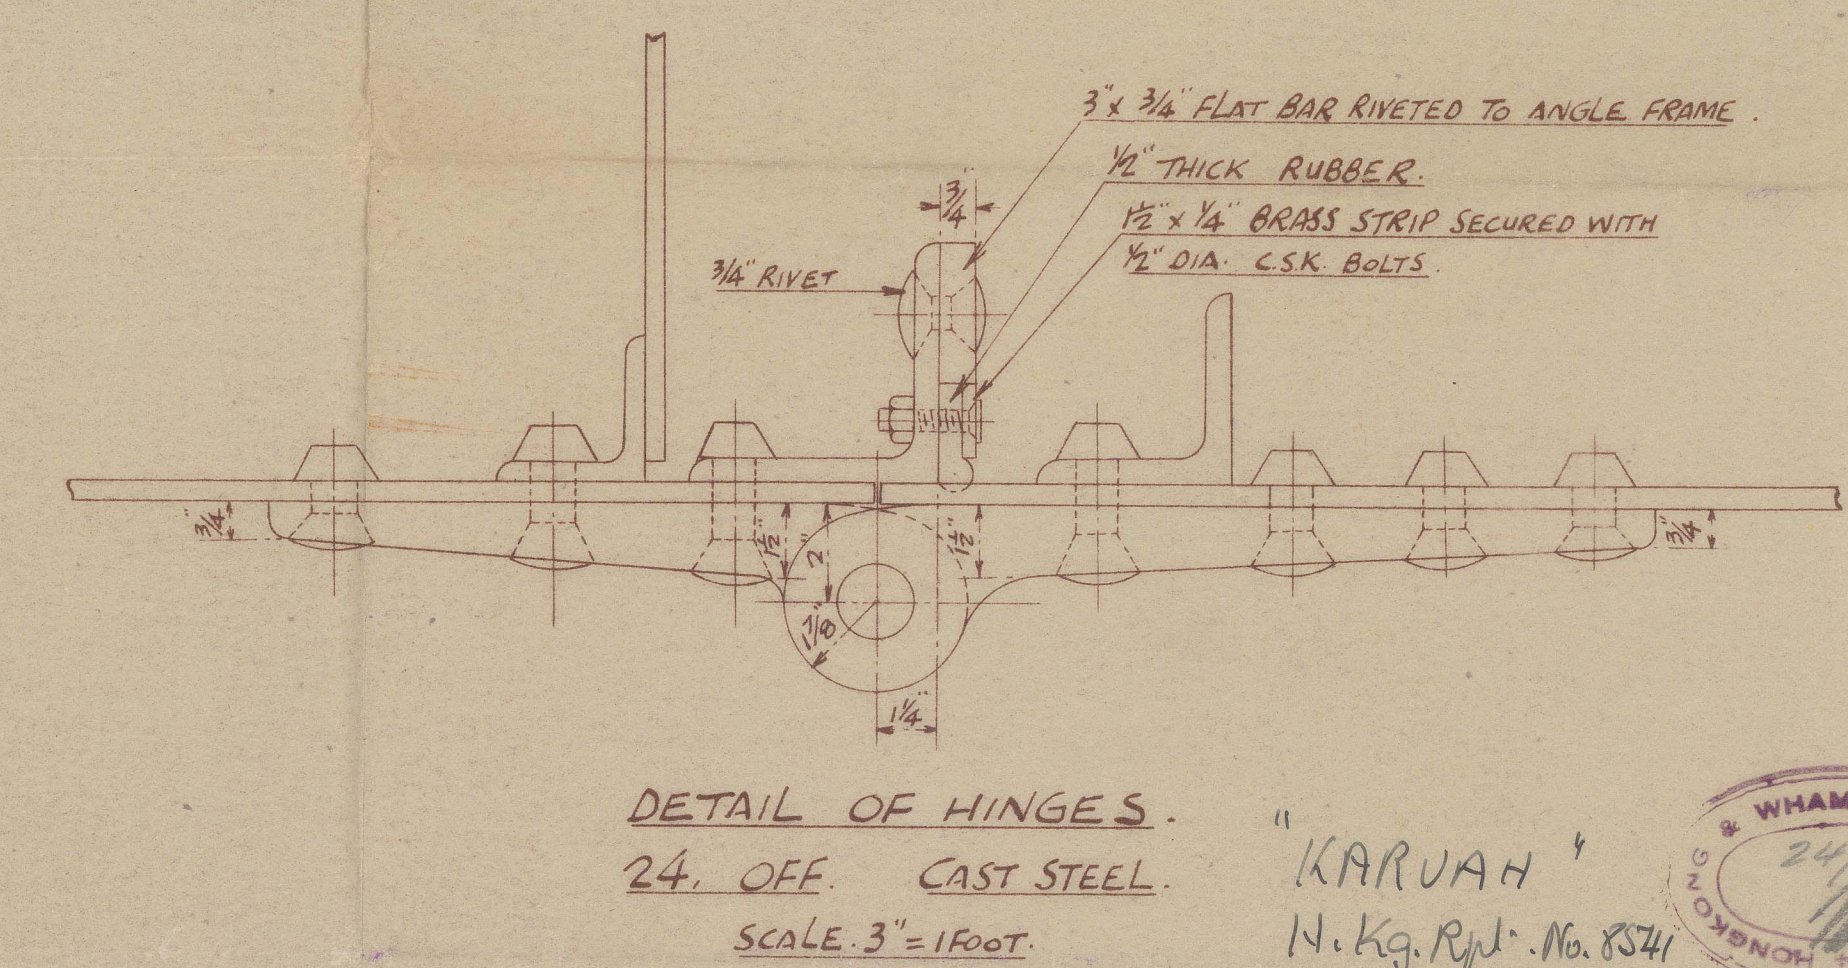 3" x 3/4" FLAT BAR RIVETED TO ANGLE FRAME.
1/2" THICK RUBBER.
1 1/2" x 1/4" BRASS STRIP SECURED WITH
1/2" DIA. C.S.K. BOLTS.
3/4"
3/4" RIVET
3/4"
1 1/2"
2"
1 1/2"
3/4"
1 7/8"
1 1/4"
DETAIL OF HINGES.
24. OFF. CAST STEEL.
SCALE. 3" = 1 FOOT.
"KARUAH"
H. Kg. Rpt. No. 8541
&
HONGKONG
24